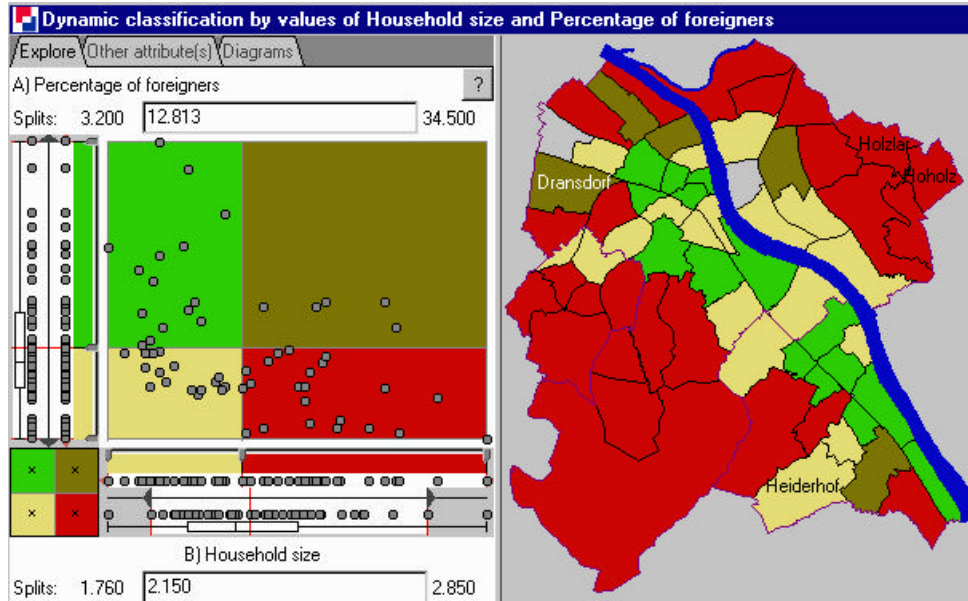 Dynamic classification by values of Household size and Percentage of foreigners
Explore Other attribute(s) Diagrams
A) Percentage of foreigners ?
Splits: 3.200 12.813 34.500
B) Household size
Splits: 1.760 2.150 2.850
Holzlar
Hoholz
Dransdorf
Heiderhof